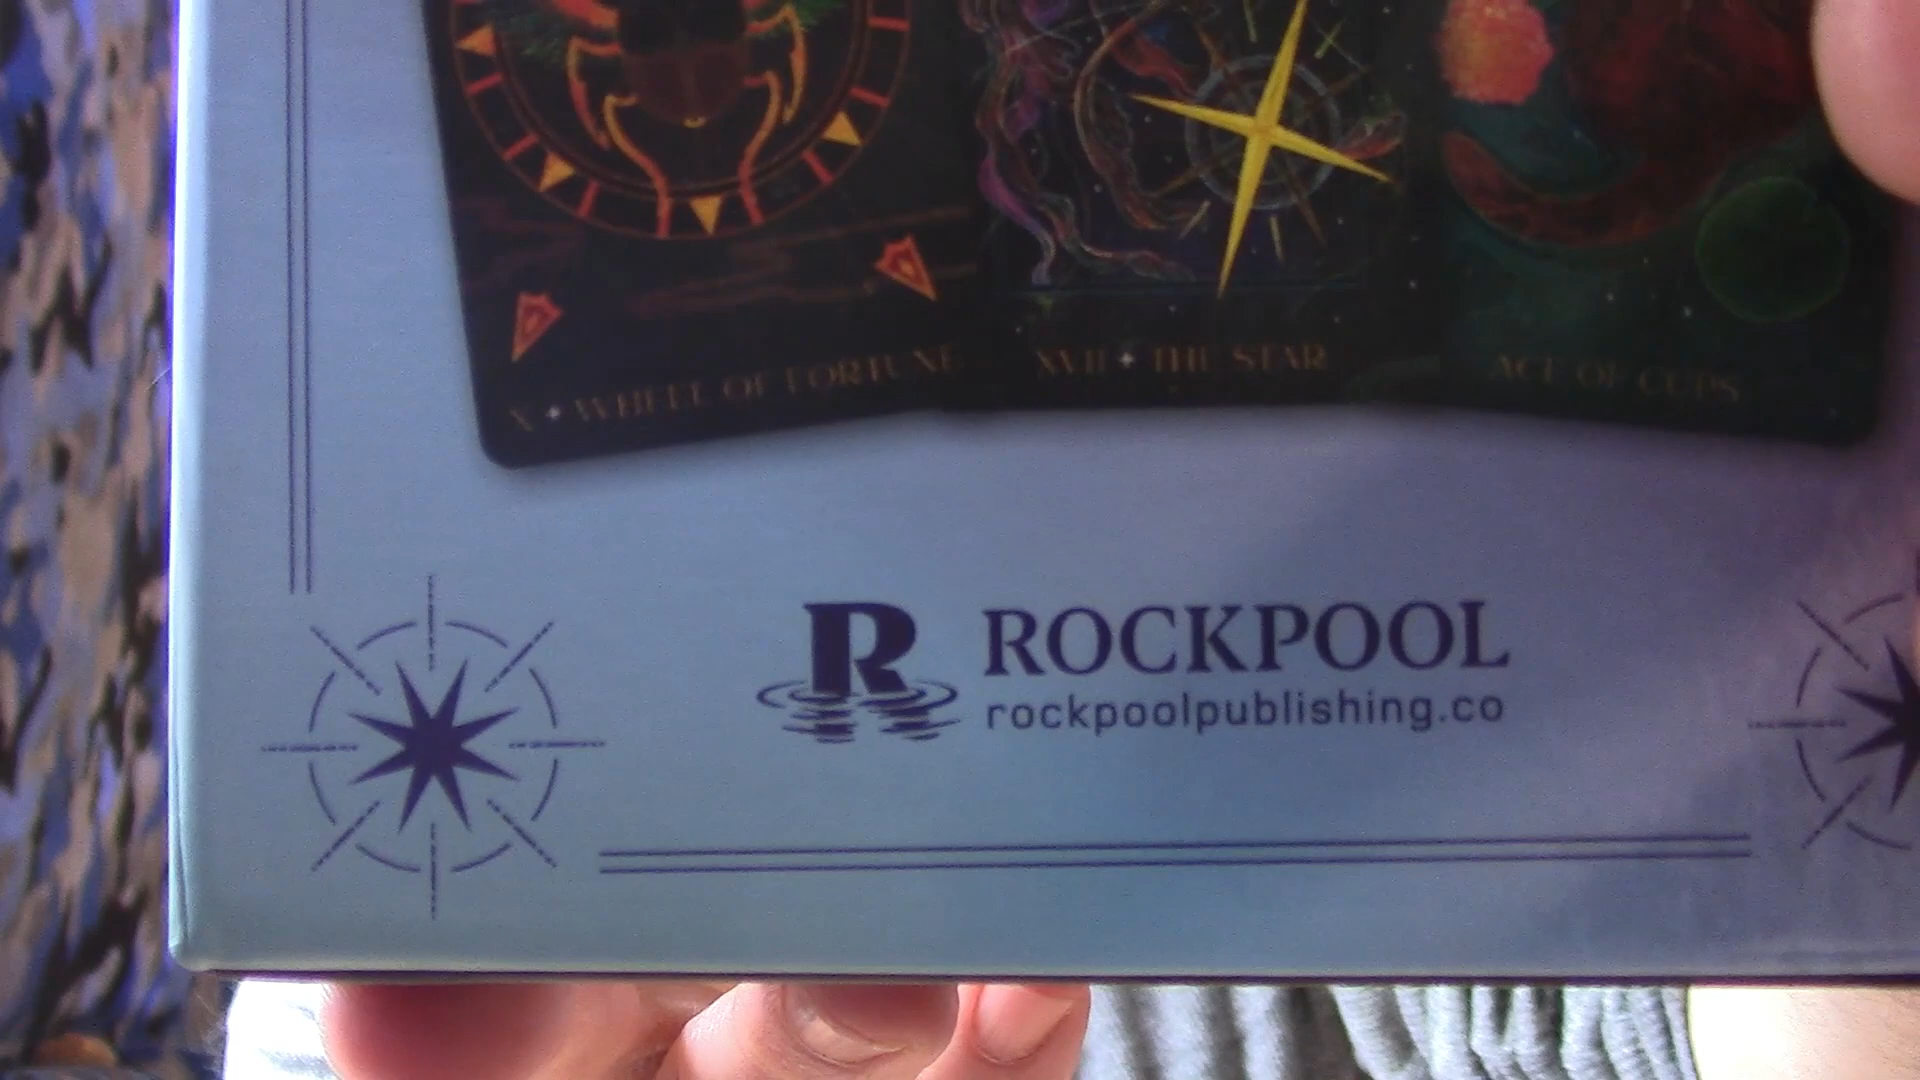 X ✦ WHEEL OF FORTUNE
XVII ✦ THE STAR
ACE OF CUPS
R ROCKPOOL
rockpoolpublishing.co